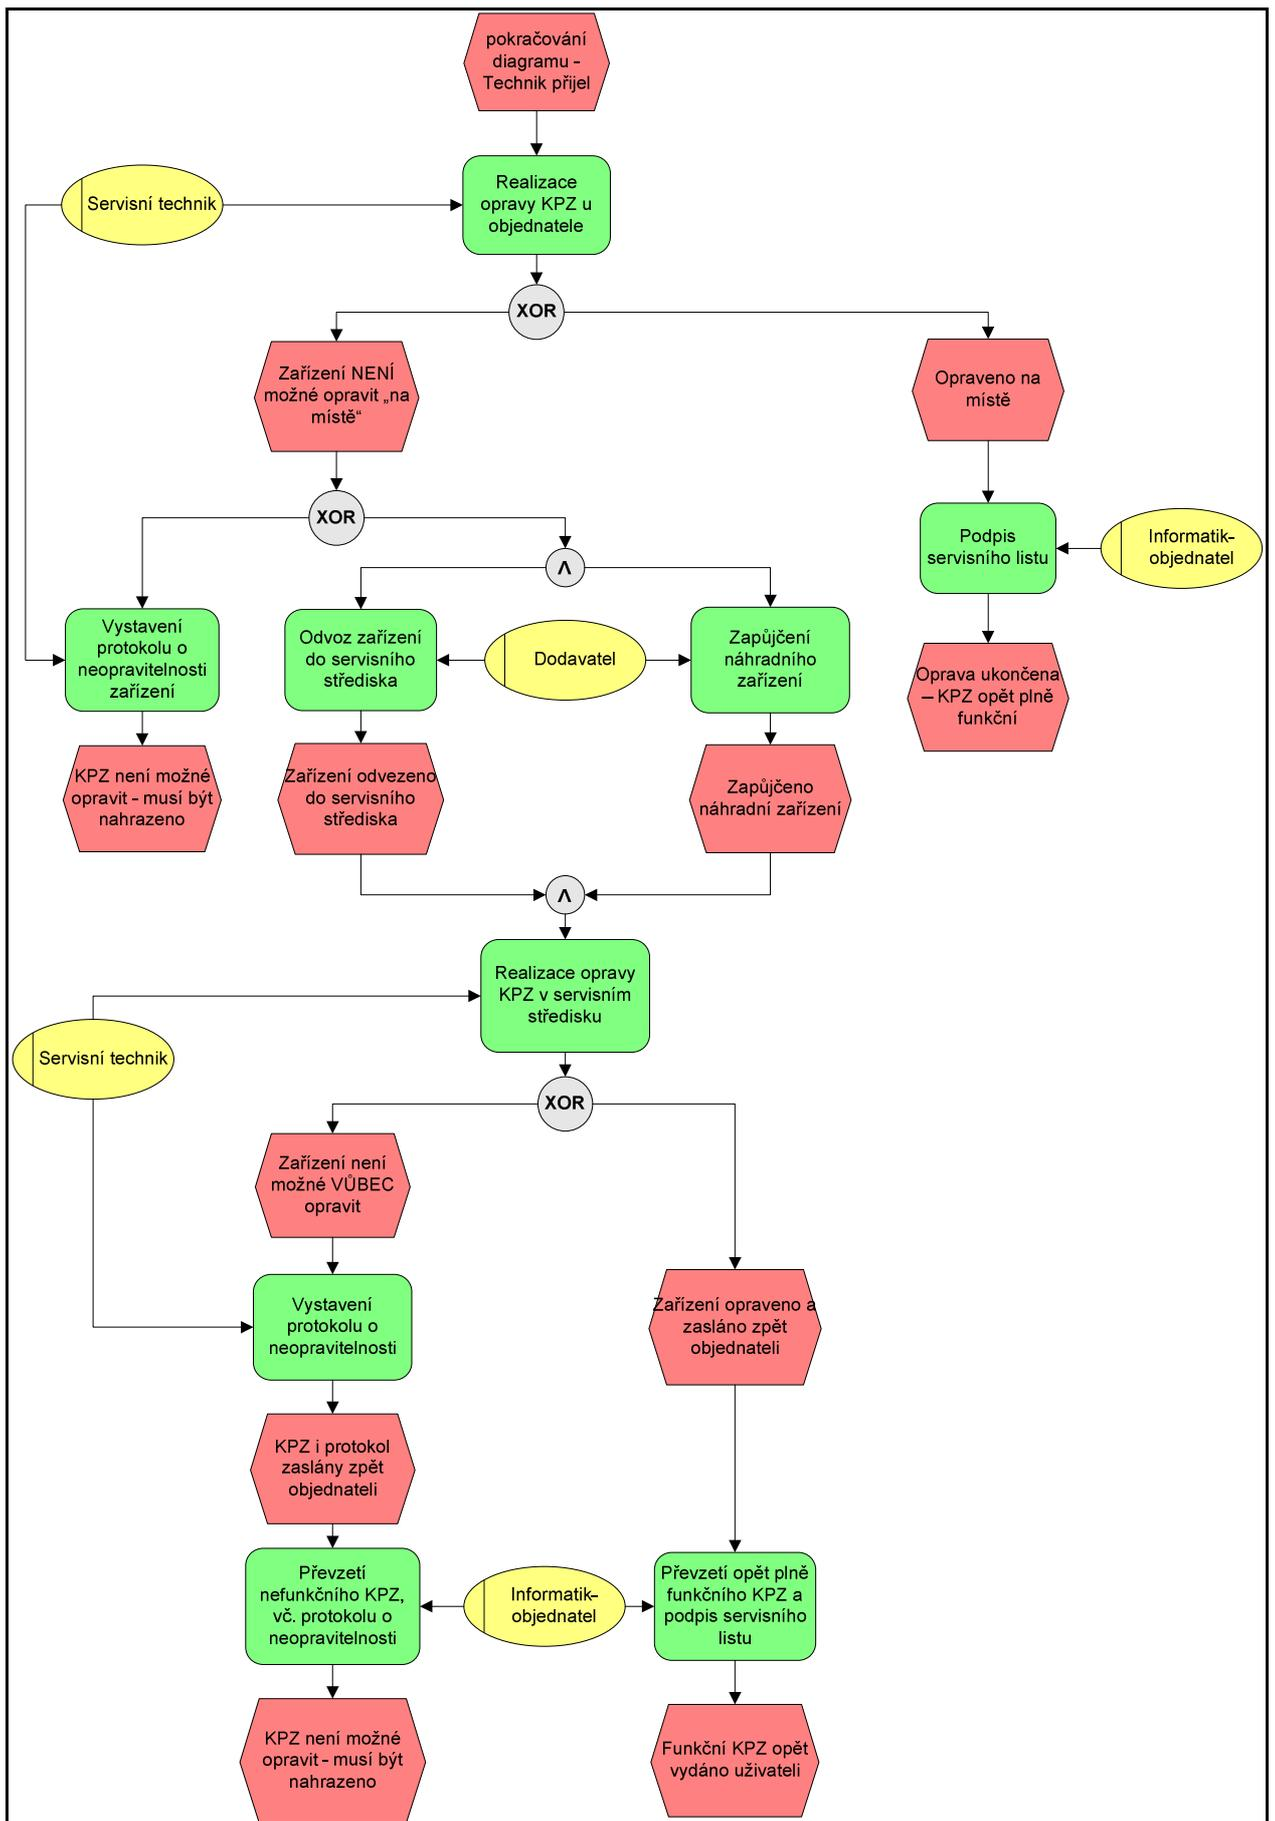 pokračování
diagramu -
Technik přijel
Servisní technik
Realizace
opravy KPZ u
objednatele
XOR
Zařízení NENÍ
možné opravit „na
místě“
Opraveno na
místě
XOR
Λ
Podpis
servisního listu
Informatik-
objednatel
Vystavení
protokolu o
neopravitelnosti
zařízení
Odvoz zařízení
do servisního
střediska
Dodavatel
Zapůjčení
náhradního
zařízení
Oprava ukončena
– KPZ opět plně
funkční
KPZ není možné
opravit - musí být
nahrazeno
Zařízení odvezeno
do servisního
střediska
Zapůjčeno
náhradní zařízení
Λ
Realizace opravy
KPZ v servisním
středisku
Servisní technik
XOR
Zařízení není
možné VŮBEC
opravit
Vystavení
protokolu o
neopravitelnosti
Zařízení opraveno a
zasláno zpět
objednateli
KPZ i protokol
zaslány zpět
objednateli
Převzetí
nefunkčního KPZ,
vč. protokolu o
neopravitelnosti
Informatik-
objednatel
Převzetí opět plně
funkčního KPZ a
podpis servisního
listu
KPZ není možné
opravit - musí být
nahrazeno
Funkční KPZ opět
vydáno uživateli